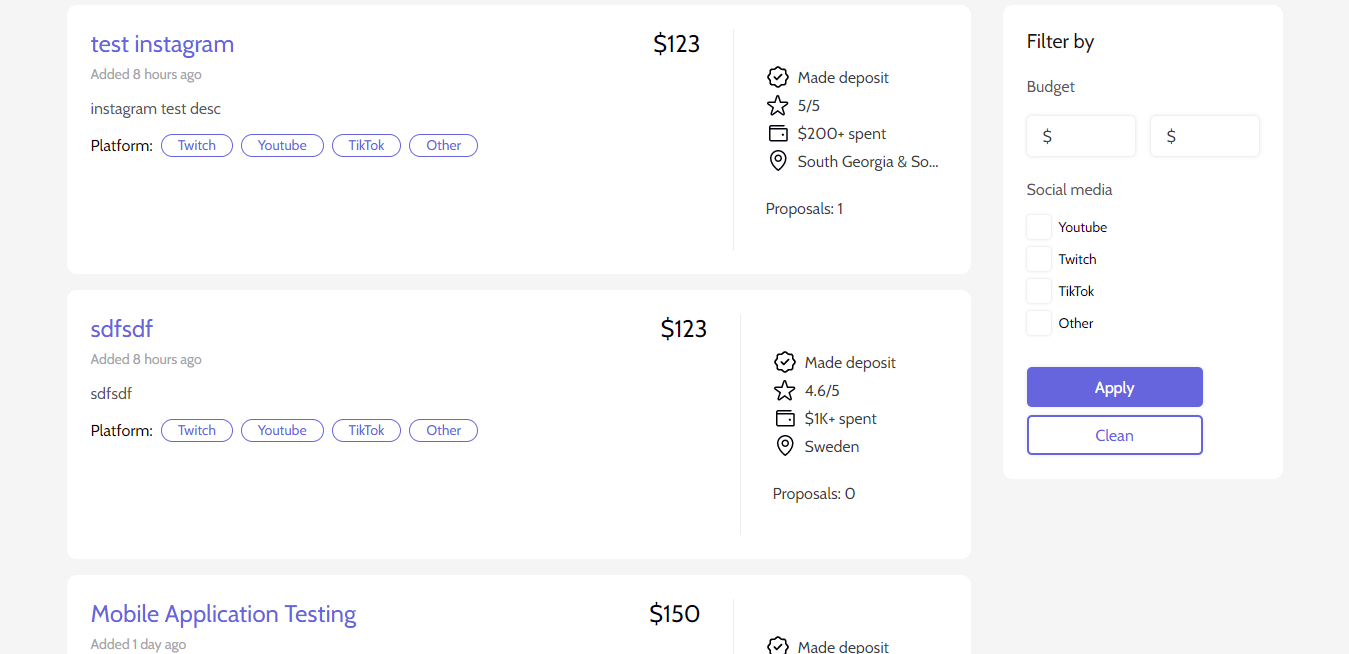 test instagram
$123
Added 8 hours ago
instagram test desc
Platform: Twitch Youtube TikTok Other
Made deposit
5/5
$200+ spent
South Georgia & So...
Proposals: 1
sdfsdf
$123
Added 8 hours ago
sdfsdf
Platform: Twitch Youtube TikTok Other
Made deposit
4.6/5
$1K+ spent
Sweden
Proposals: 0
Mobile Application Testing
$150
Added 1 day ago
Made deposit
Filter by
Budget
$ $
Social media
Youtube
Twitch
TikTok
Other
Apply
Clean